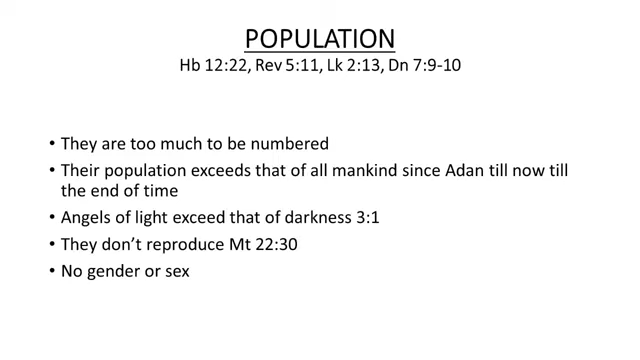 POPULATION
Hb 12:22, Rev 5:11, Lk 2:13, Dn 7:9-10
• They are too much to be numbered
• Their population exceeds that of all mankind since Adan till now till
the end of time
• Angels of light exceed that of darkness 3:1
• They don’t reproduce Mt 22:30
• No gender or sex